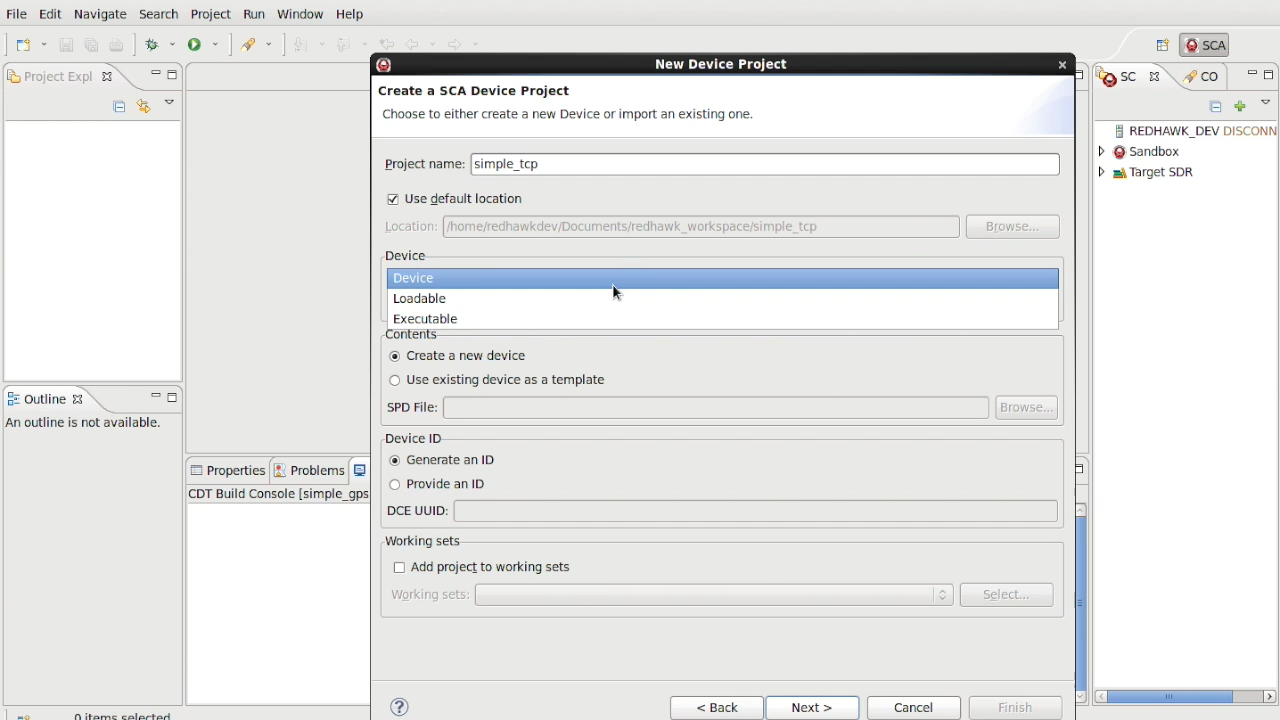 File Edit Navigate Search Project Run Window Help
SCA
Project Expl
New Device Project
Create a SCA Device Project
Choose to either create a new Device or import an existing one.
Project name: simple_tcp
Use default location
Location: /home/redhawkdev/Documents/redhawk_workspace/simple_tcp Browse...
Device
Device
Loadable
Executable
Contents
Create a new device
Use existing device as a template
SPD File: Browse...
Device ID
Generate an ID
Provide an ID
DCE UUID:
Working sets
Add project to working sets
Working sets: Select...
< Back Next > Cancel Finish
SC CO
REDHAWK_DEV DISCONN
Sandbox
Target SDR
Outline
An outline is not available.
Properties Problems
CDT Build Console [simple_gps
0 items selected